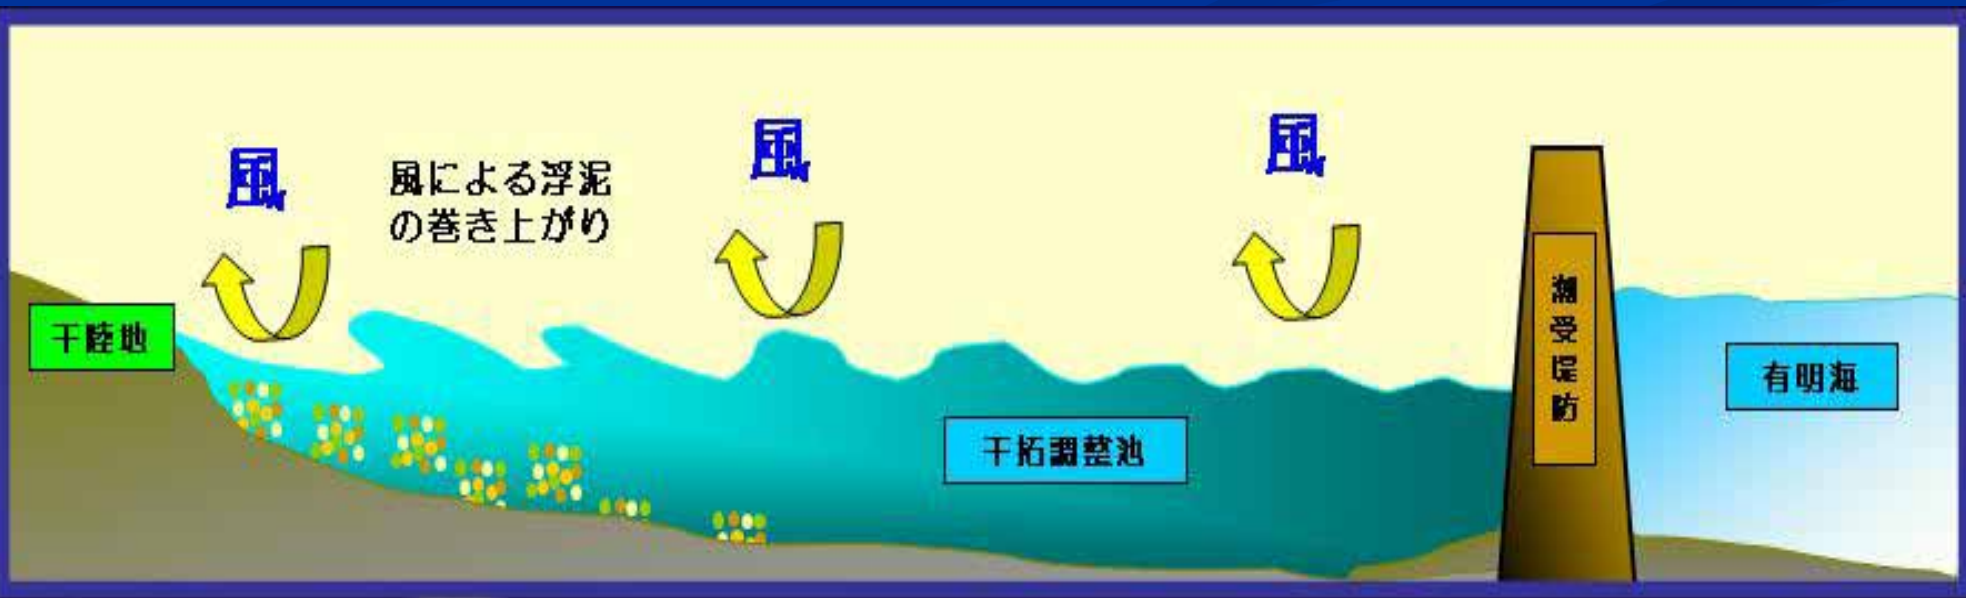 風
風による浮泥
の巻き上がり
風
風
干陸地
干拓調整池
潮受堤防
有明海